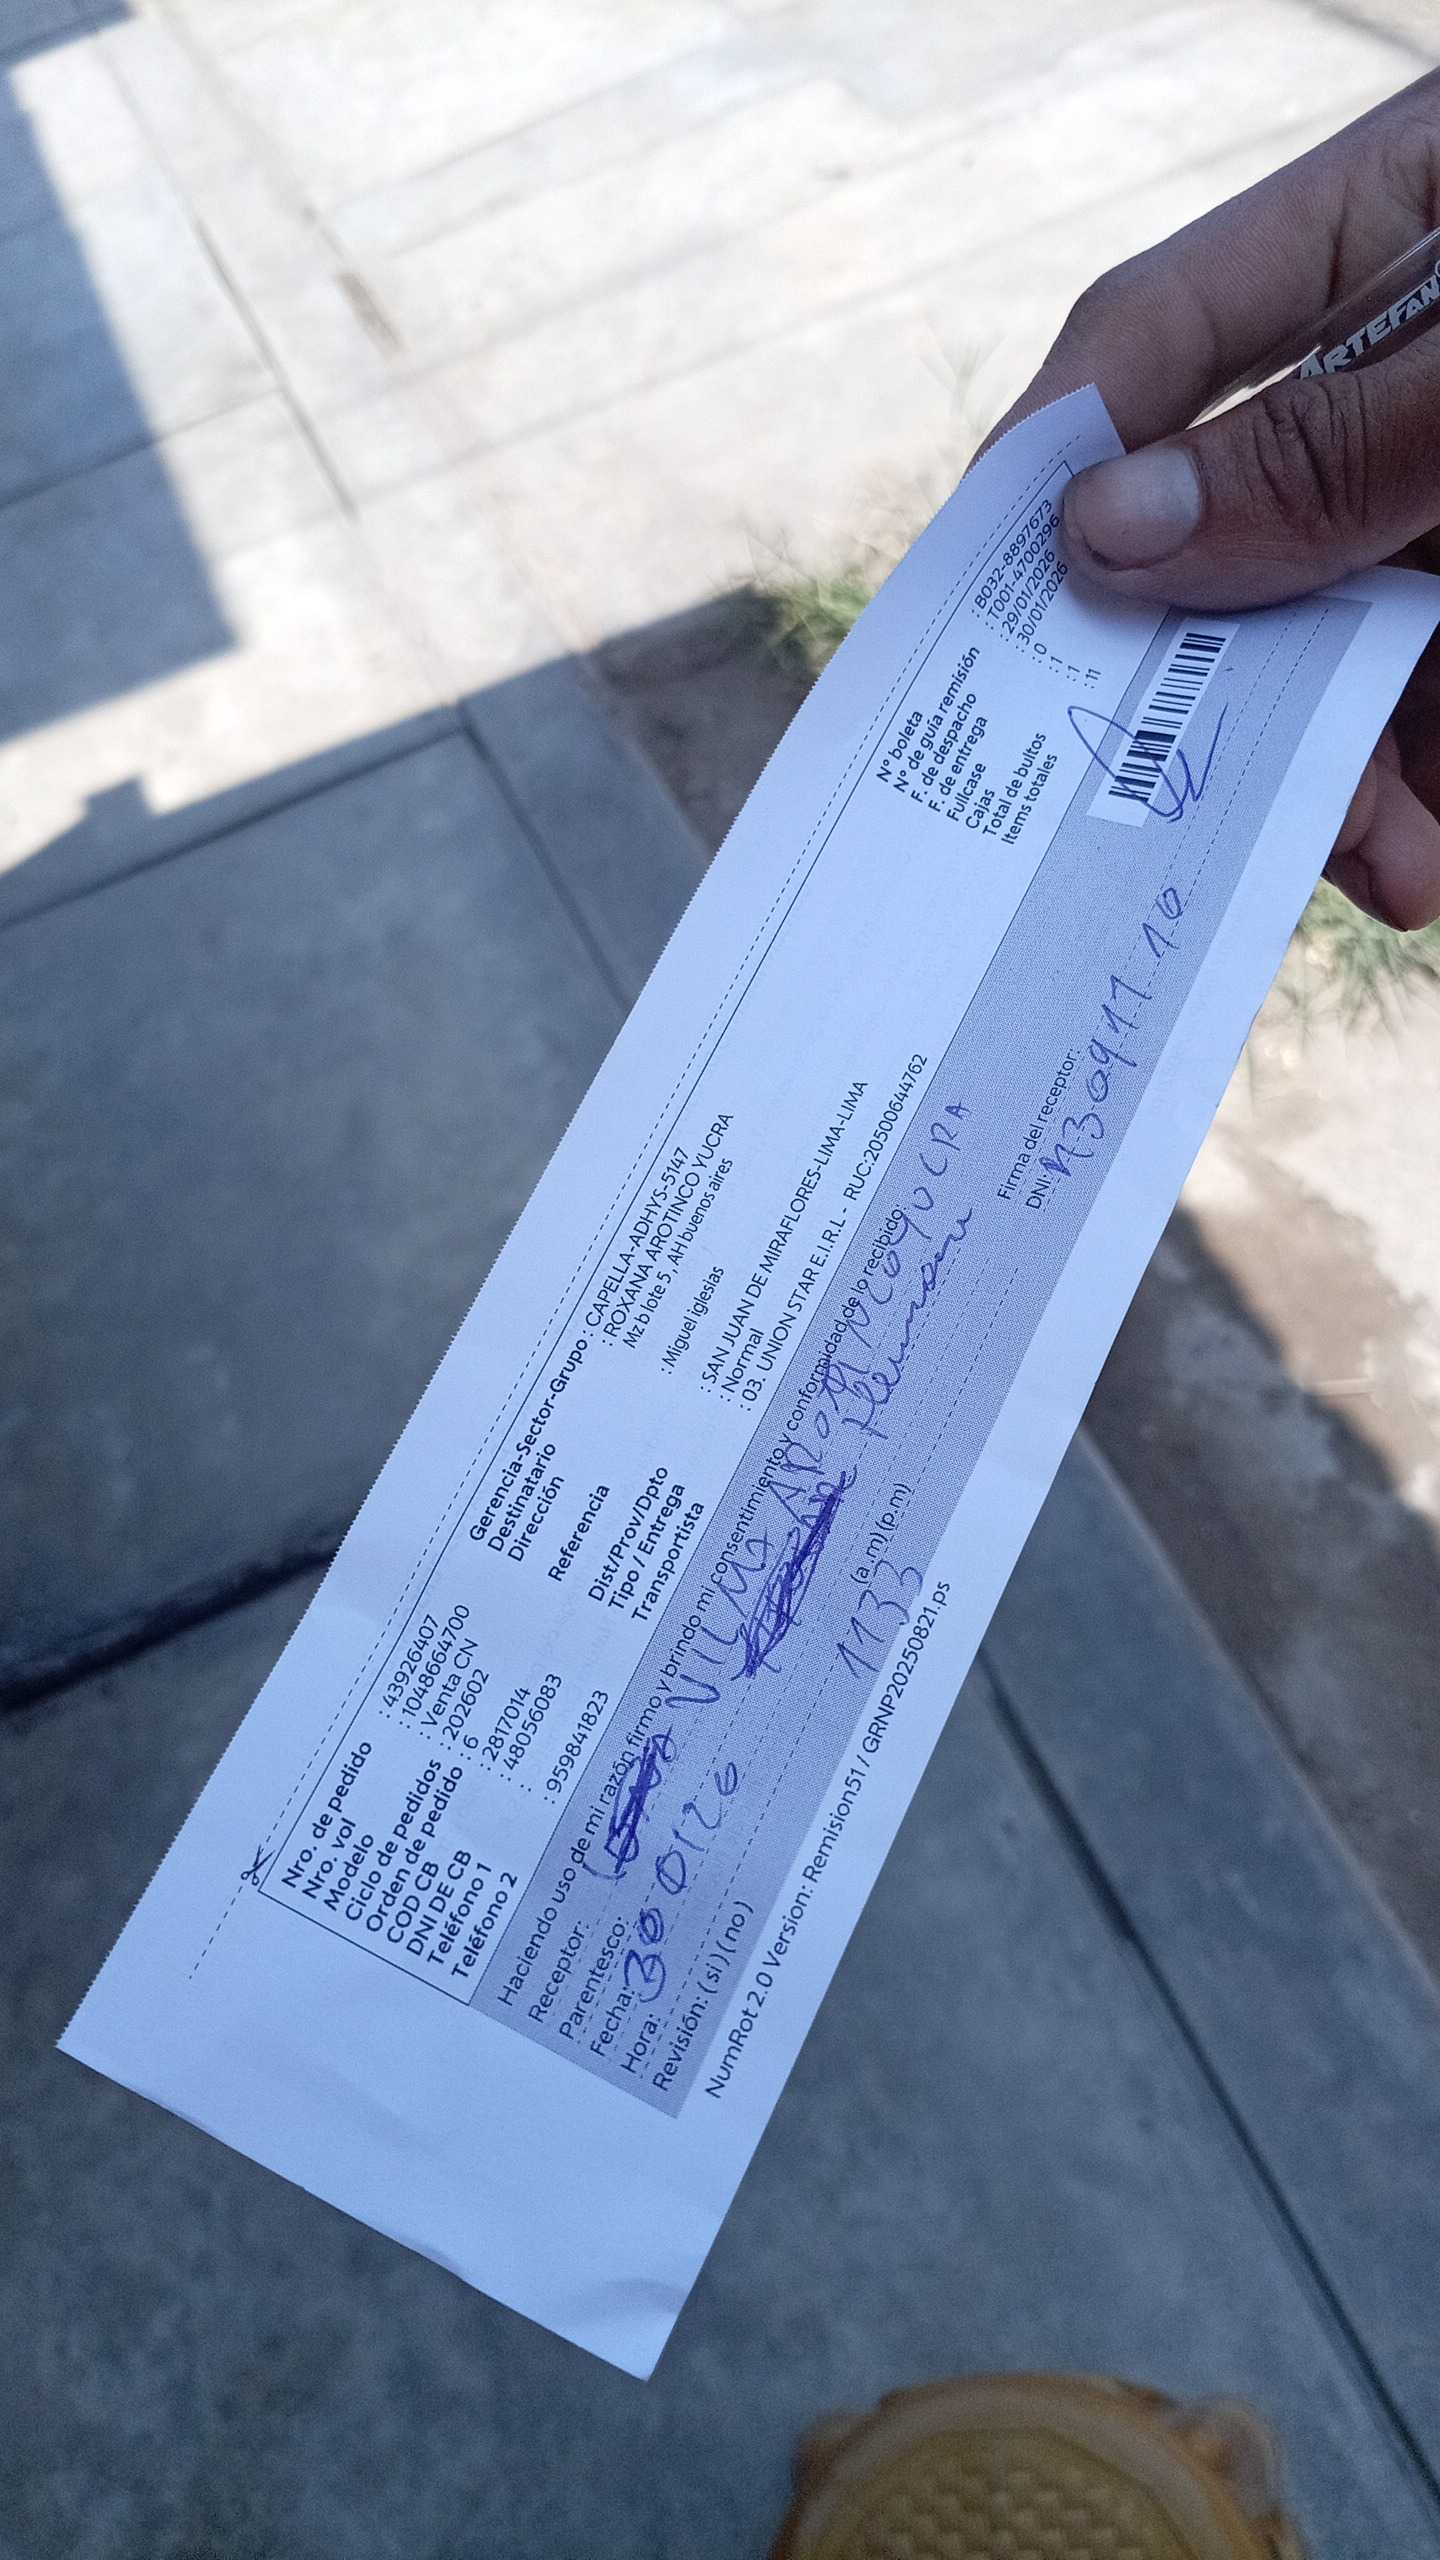 Nro. de pedido : 43926407
Nro. vol : 1048664700
Modelo : Venta CN
Ciclo de pedidos : 202602
Orden de pedido : 6
COD CB : 2817014
DNI DE CB : 48056083
Teléfono 1 :
Teléfono 2 : 959841823
Gerencia-Sector-Grupo : CAPELLA-ADHYS-5147
Destinatario : ROXANA AROTINCO YUCRA
Dirección Mz b lote 5 , AH buenos aires
Referencia : Miguel iglesias
Dist/Prov/Dpto : SAN JUAN DE MIRAFLORES-LIMA-LIMA
Tipo / Entrega : Normal
Transportista : 03. UNION STAR E.I.R.L - RUC:20500644762
N° boleta : B032-8897673
N° de guía remisión : T001-4700296
F. de despacho : 29/01/2026
F. de entrega : 30/01/2026
Fullcase : 0
Cajas : 1
Total de bultos : 1
Items totales : 11
Haciendo uso de mi razón firmo y brindo mi consentimiento y conformidad de lo recibido:
Receptor: VILMA AROTINCO YUCRA
Parentesco: Hermana
Fecha: 30 01 26
Hora: 1133 (a.m) (p.m)
Revisión: (si) (no)
Firma del receptor:
DNI:
NumRot 2.0 Version: Remision51 / GRNP20250821.ps
ARTEFAN